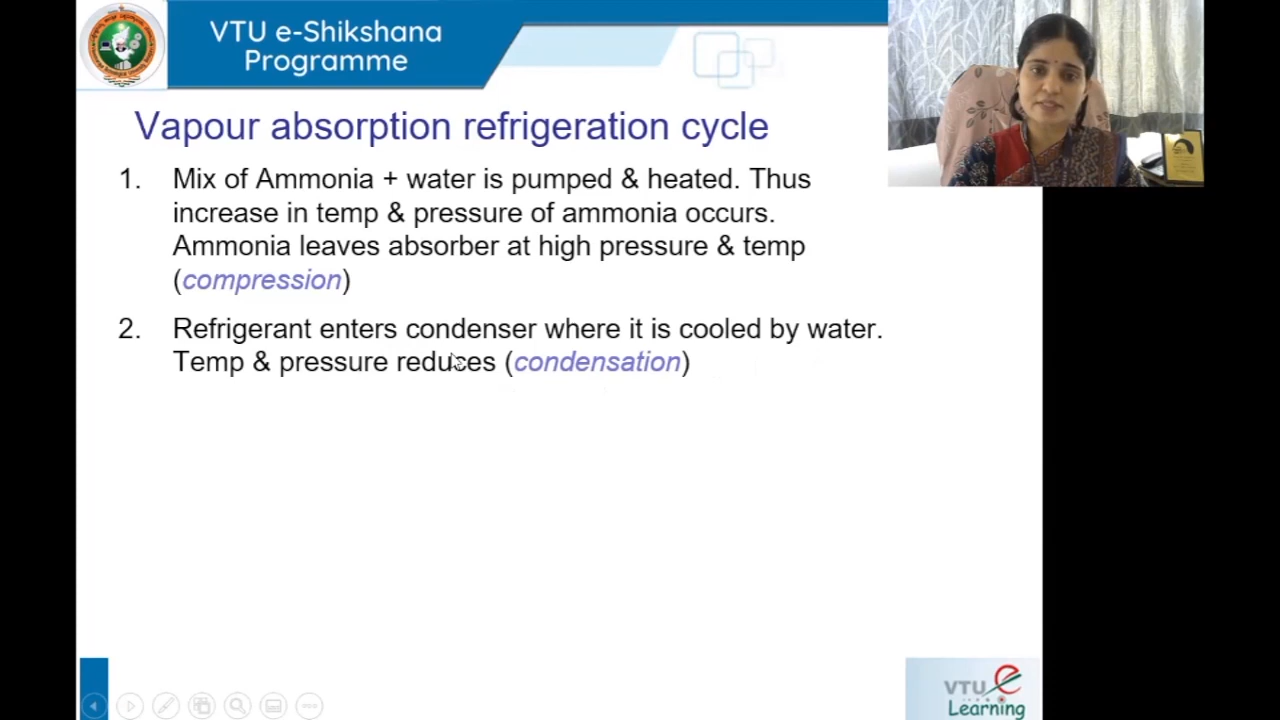 VTU e-Shikshana
Programme
Vapour absorption refrigeration cycle
1. Mix of Ammonia + water is pumped & heated. Thus
increase in temp & pressure of ammonia occurs.
Ammonia leaves absorber at high pressure & temp
(compression)
2. Refrigerant enters condenser where it is cooled by water.
Temp & pressure reduces (condensation)
VTU e
Learning